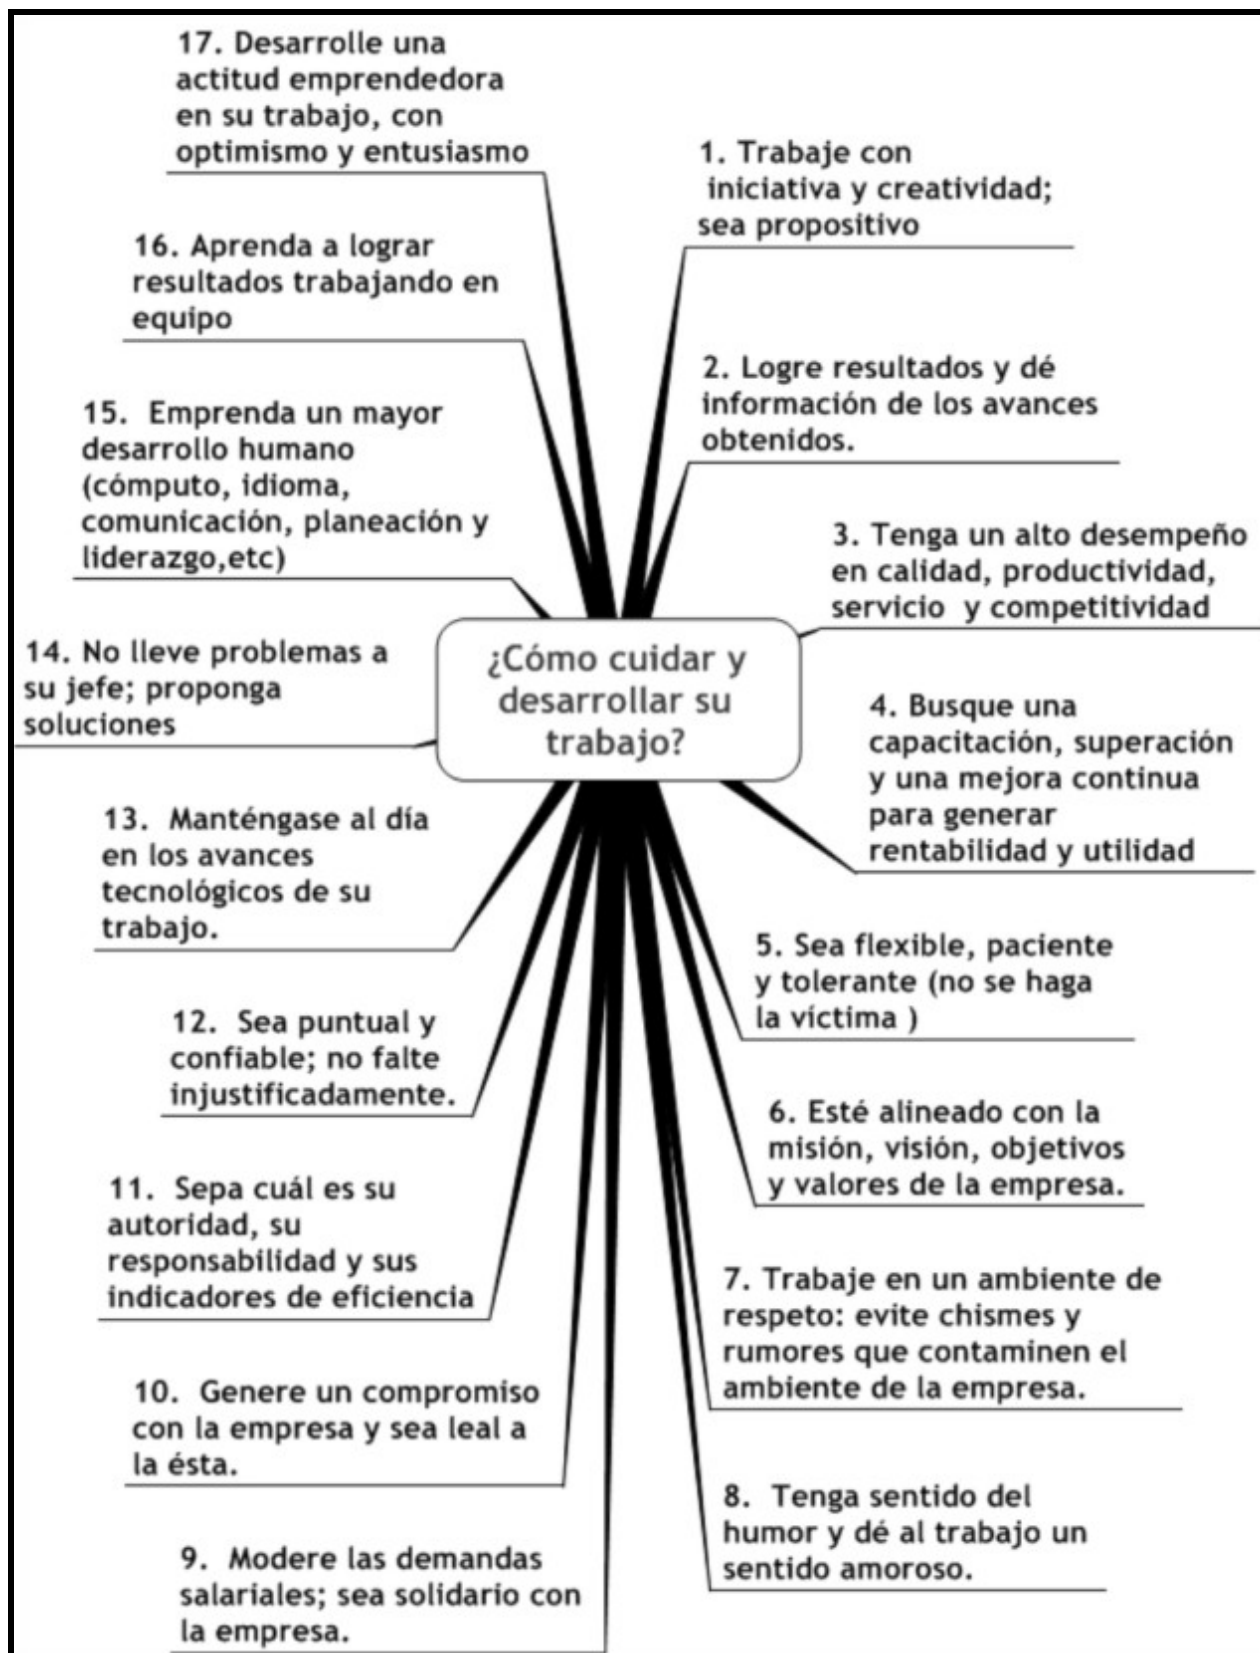 ¿Cómo cuidar y
desarrollar su
trabajo?
1. Trabaje con
iniciativa y creatividad;
sea propositivo
2. Logre resultados y dé
información de los avances
obtenidos.
3. Tenga un alto desempeño
en calidad, productividad,
servicio y competitividad
4. Busque una
capacitación, superación
y una mejora continua
para generar
rentabilidad y utilidad
5. Sea flexible, paciente
y tolerante (no se haga
la víctima )
6. Esté alineado con la
misión, visión, objetivos
y valores de la empresa.
7. Trabaje en un ambiente de
respeto: evite chismes y
rumores que contaminen el
ambiente de la empresa.
8. Tenga sentido del
humor y dé al trabajo un
sentido amoroso.
9. Modere las demandas
salariales; sea solidario con
la empresa.
10. Genere un compromiso
con la empresa y sea leal a
la ésta.
11. Sepa cuál es su
autoridad, su
responsabilidad y sus
indicadores de eficiencia
12. Sea puntual y
confiable; no falte
injustificadamente.
13. Manténgase al día
en los avances
tecnológicos de su
trabajo.
14. No lleve problemas a
su jefe; proponga
soluciones
15. Emprenda un mayor
desarrollo humano
(cómputo, idioma,
comunicación, planeación y
liderazgo,etc)
16. Aprenda a lograr
resultados trabajando en
equipo
17. Desarrolle una
actitud emprendedora
en su trabajo, con
optimismo y entusiasmo